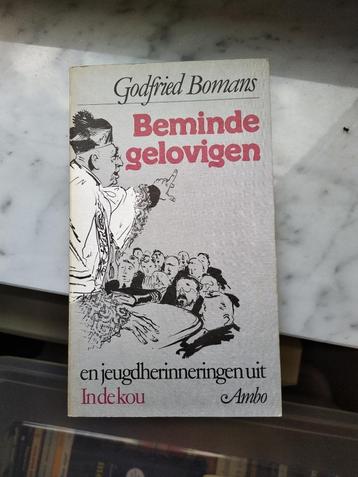 Godfried Bomans
Beminde
gelovigen
en jeugdherinneringen uit
In de kou Ambo